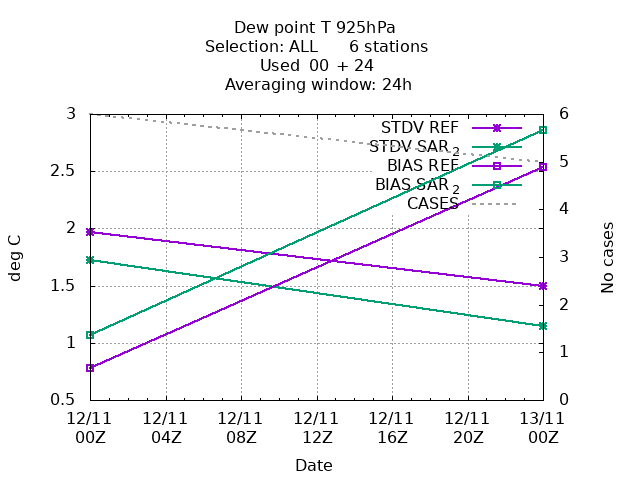 Dew point T 925hPa
Selection: ALL      6 stations
Used  00  + 24
Averaging window: 24h
3
2.5
2
1.5
1
0.5
deg C
6
5
4
3
2
1
0
No cases
STDV REF
STDV SAR 2
BIAS REF
BIAS SAR 2
CASES
12/11 00Z
12/11 04Z
12/11 08Z
12/11 12Z
12/11 16Z
12/11 20Z
13/11 00Z
Date